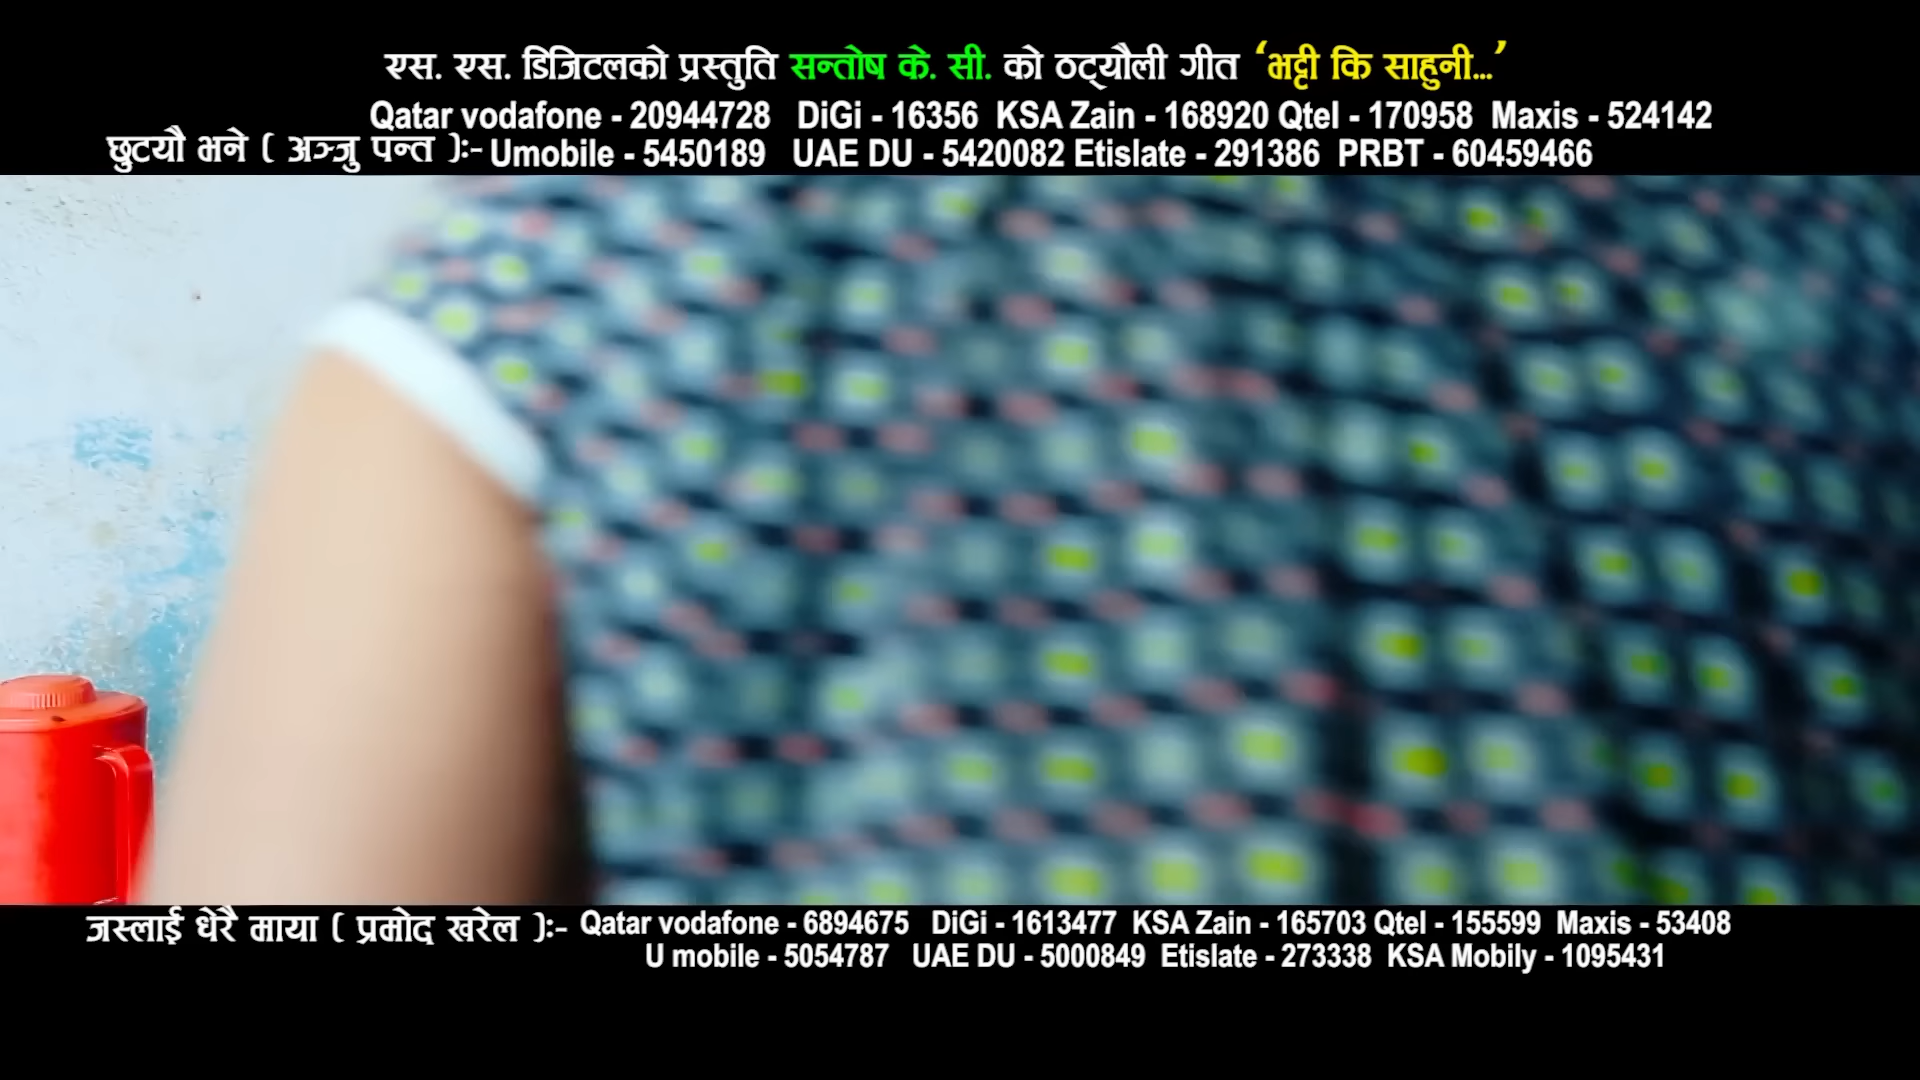 एस. एस. डिजिटलको प्रस्तुति सन्तोष के. सी. को ठट्यौली गीत ‘भट्टी कि साहुनी...’
Qatar vodafone - 20944728 DiGi - 16356 KSA Zain - 168920 Qtel - 170958 Maxis - 524142
छुटयौ भने ( अञ्जु पन्त ):- Umobile - 5450189 UAE DU - 5420082 Etislate - 291386 PRBT - 60459466
जस्लाई धेरै माया ( प्रमोद खरेल ):- Qatar vodafone - 6894675 DiGi - 1613477 KSA Zain - 165703 Qtel - 155599 Maxis - 53408
U mobile - 5054787 UAE DU - 5000849 Etislate - 273338 KSA Mobily - 1095431